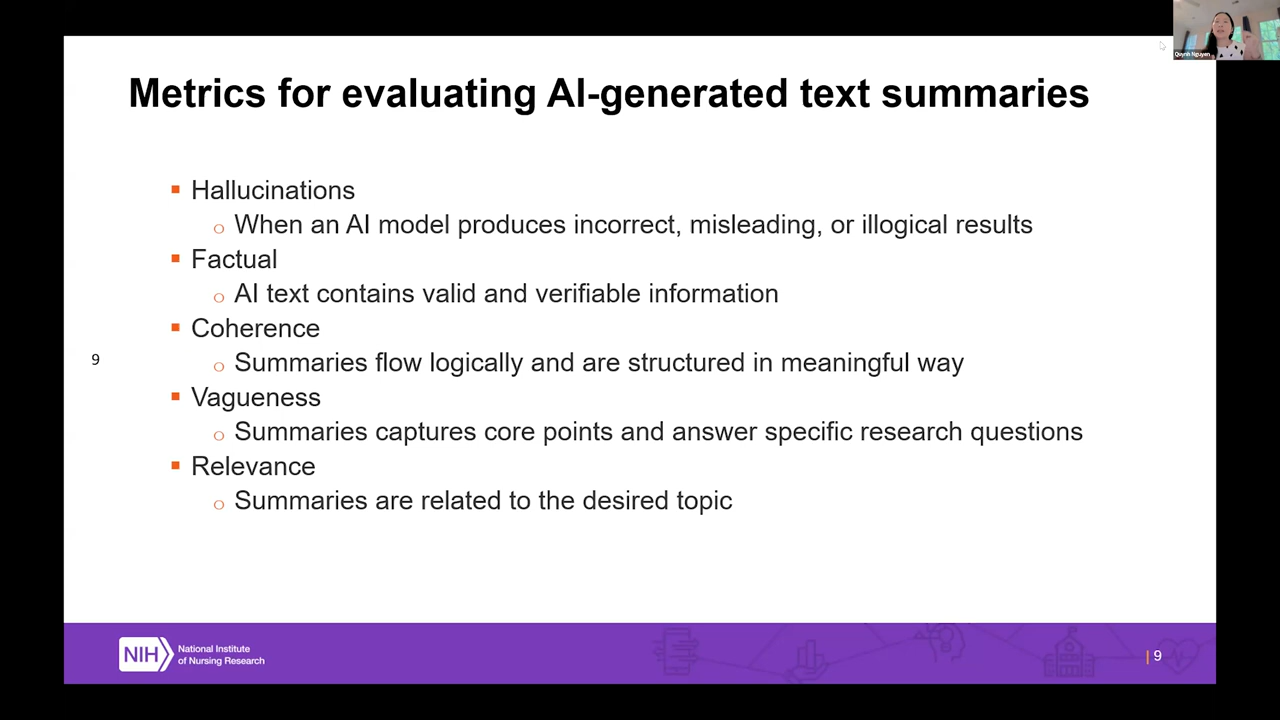 Quynh Nguyen
Metrics for evaluating AI-generated text summaries
Hallucinations
When an AI model produces incorrect, misleading, or illogical results
Factual
AI text contains valid and verifiable information
Coherence
9
Summaries flow logically and are structured in meaningful way
Vagueness
Summaries captures core points and answer specific research questions
Relevance
Summaries are related to the desired topic
NIH
National Institute
of Nursing Research
| 9